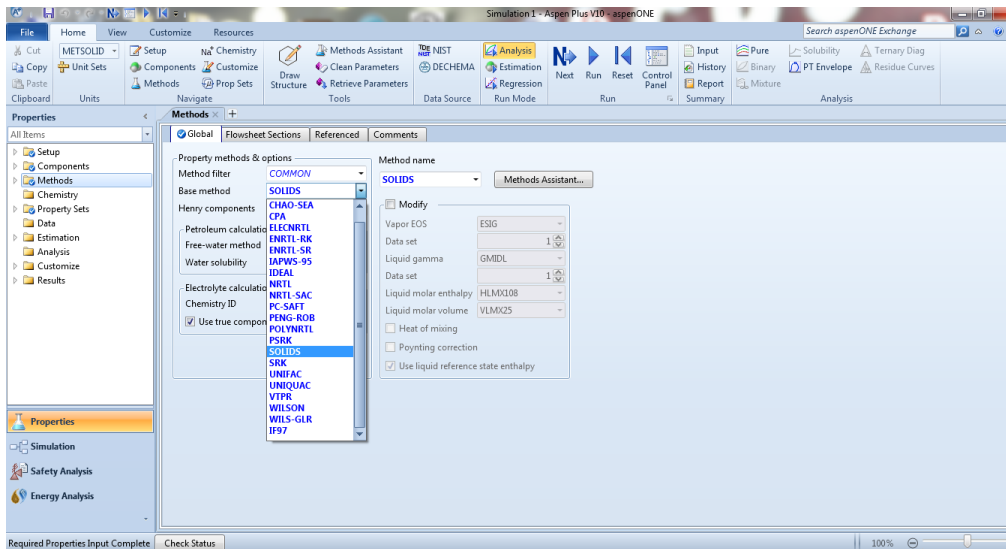 Simulation 1 - Aspen Plus V10 - aspenONE
File Home View Customize Resources Search aspenONE Exchange
Cut METSOLID Setup Na⁺ Chemistry Methods Assistant NIST Analysis Input Pure Solubility Ternary Diag
Copy Unit Sets Components Customize Clean Parameters DECHEMA Estimation History Binary PT Envelope Residue Curves
Paste Methods Prop Sets Draw Structure Retrieve Parameters Regression Next Run Reset Control Panel Report Mixture
Clipboard Units Navigate Tools Data Source Run Mode Run Summary Analysis
Properties
All Items
Setup
Components
Methods
Chemistry
Property Sets
Data
Estimation
Analysis
Customize
Results
Properties
Simulation
Safety Analysis
Energy Analysis
Methods
Global Flowsheet Sections Referenced Comments
Property methods & options
Method filter COMMON
Base method SOLIDS
Henry components
Petroleum calculatio
Free-water method
Water solubility
Electrolyte calculatio
Chemistry ID
Use true compon
CHAO-SEA
CPA
ELECNRTL
ENRTL-RK
ENRTL-SR
IAPWS-95
IDEAL
NRTL
NRTL-SAC
PC-SAFT
PENG-ROB
POLYNRTL
PSRK
SOLIDS
SRK
UNIFAC
UNIQUAC
VTPR
WILSON
WILS-GLR
IF97
Method name
SOLIDS Methods Assistant...
Modify
Vapor EOS ESIG
Data set 1
Liquid gamma GMIDL
Data set 1
Liquid molar enthalpy HLMX108
Liquid molar volume VLMX25
Heat of mixing
Poynting correction
Use liquid reference state enthalpy
Required Properties Input Complete Check Status 100%